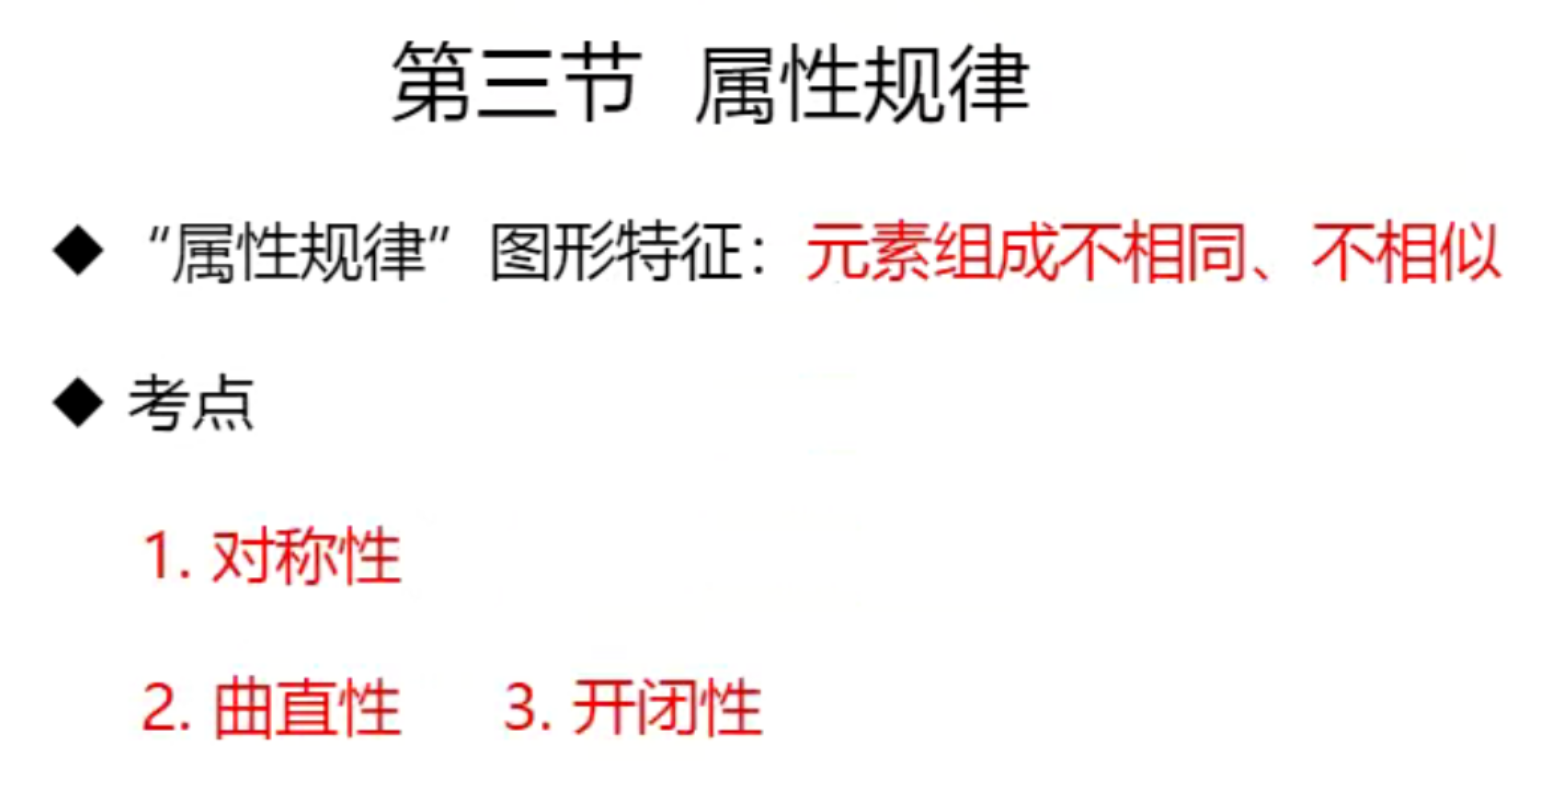 第三节 属性规律
◆ “属性规律” 图形特征：元素组成不相同、不相似
◆ 考点
1. 对称性
2. 曲直性 3. 开闭性